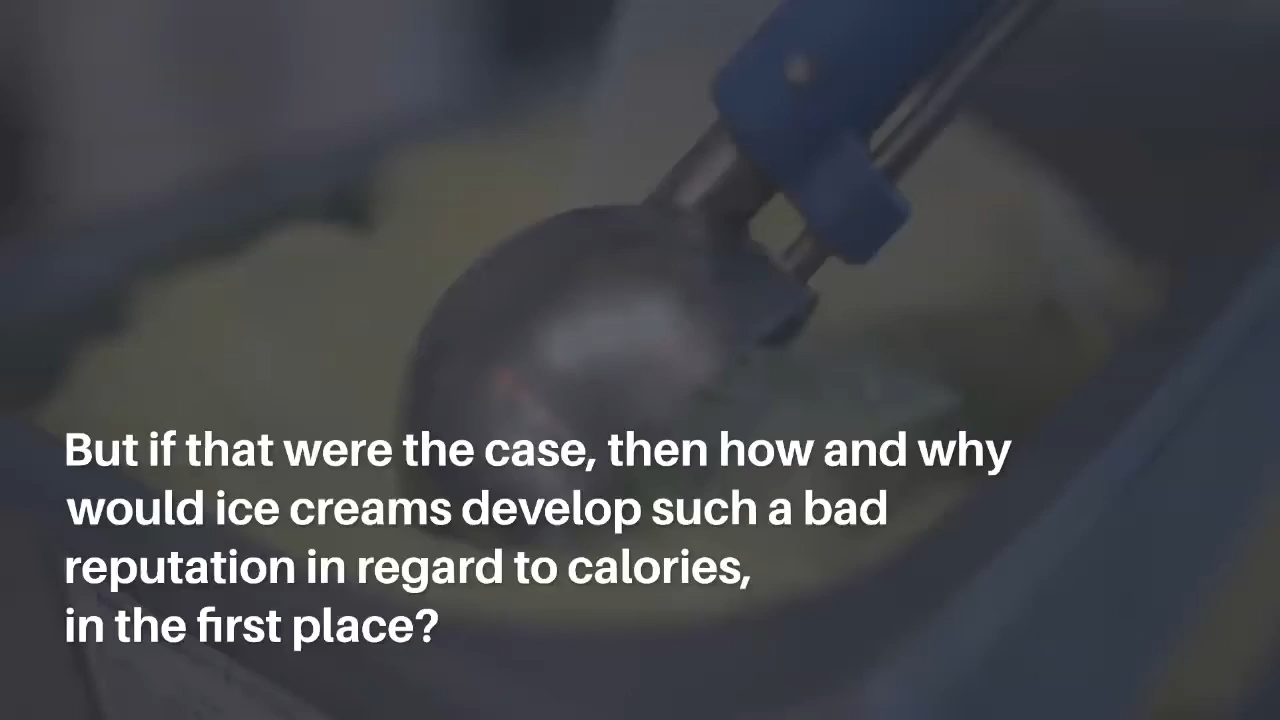 But if that were the case, then how and why
would ice creams develop such a bad
reputation in regard to calories,
in the first place?